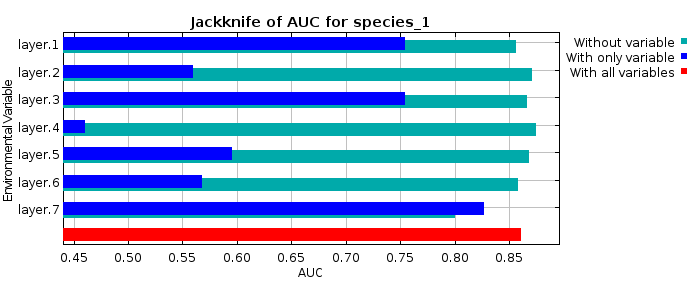 Jackknife of AUC for species_1
Environmental Variable
layer.1
layer.2
layer.3
layer.4
layer.5
layer.6
layer.7
0.45 0.50 0.55 0.60 0.65 0.70 0.75 0.80 0.85
AUC
Without variable
With only variable
With all variables